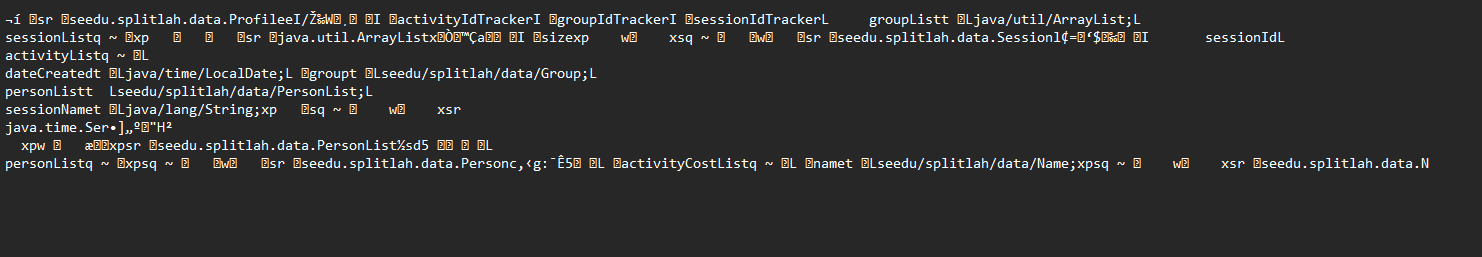 ¬í sr seedu.splitlah.data.ProfileeI/Ž‰W¸ I activityIdTrackerI groupIdTrackerI sessionIdTrackerL groupListt Ljava/util/ArrayList;L
sessionListq ~ xp sr java.util.ArrayListxÒ™Ça I sizexp w xsq ~ w sr seedu.splitlah.data.Sessionl¢=‘$‰ I sessionIdL
activityListq ~ L
dateCreatedt Ljava/time/LocalDate;L groupt Lseedu/splitlah/data/Group;L
personListt Lseedu/splitlah/data/PersonList;L
sessionNamet Ljava/lang/String;xp sq ~ w xsr
java.time.Ser•]„º"H²
xpw æxpsr seedu.splitlah.data.PersonList½sd5 L
personListq ~ xpsq ~ w sr seedu.splitlah.data.Personc,‹g:¯Ê5 L activityCostListq ~ L namet Lseedu/splitlah/data/Name;xpsq ~ w xsr seedu.splitlah.data.N